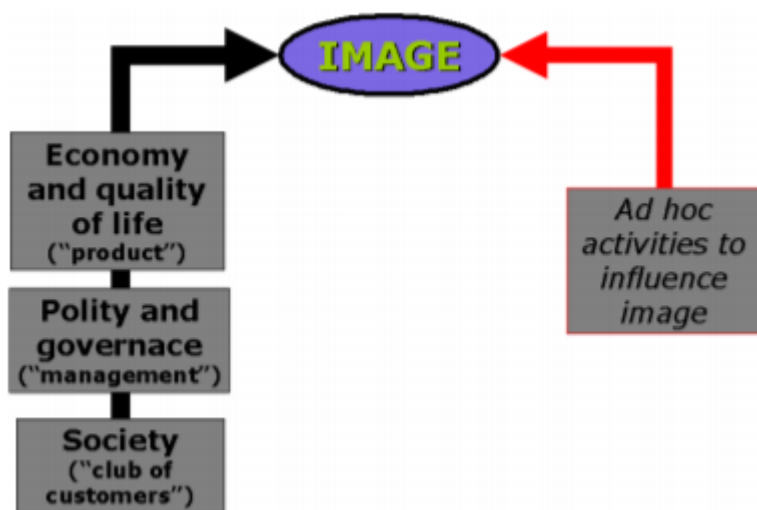 IMAGE
Economy
and quality
of life
("product")
Polity and
governace
("management")
Society
("club of
customers")
Ad hoc
activities to
influence
image